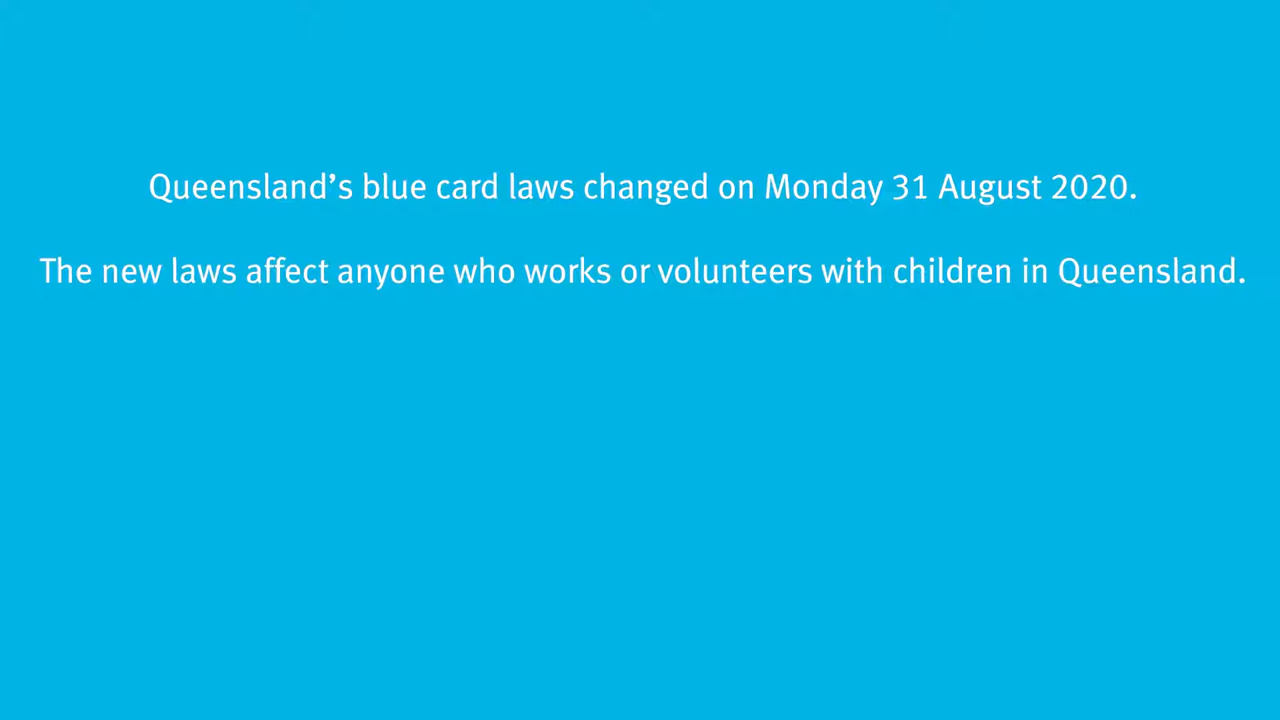 Queensland's blue card laws changed on Monday 31 August 2020.
The new laws affect anyone who works or volunteers with children in Queensland.